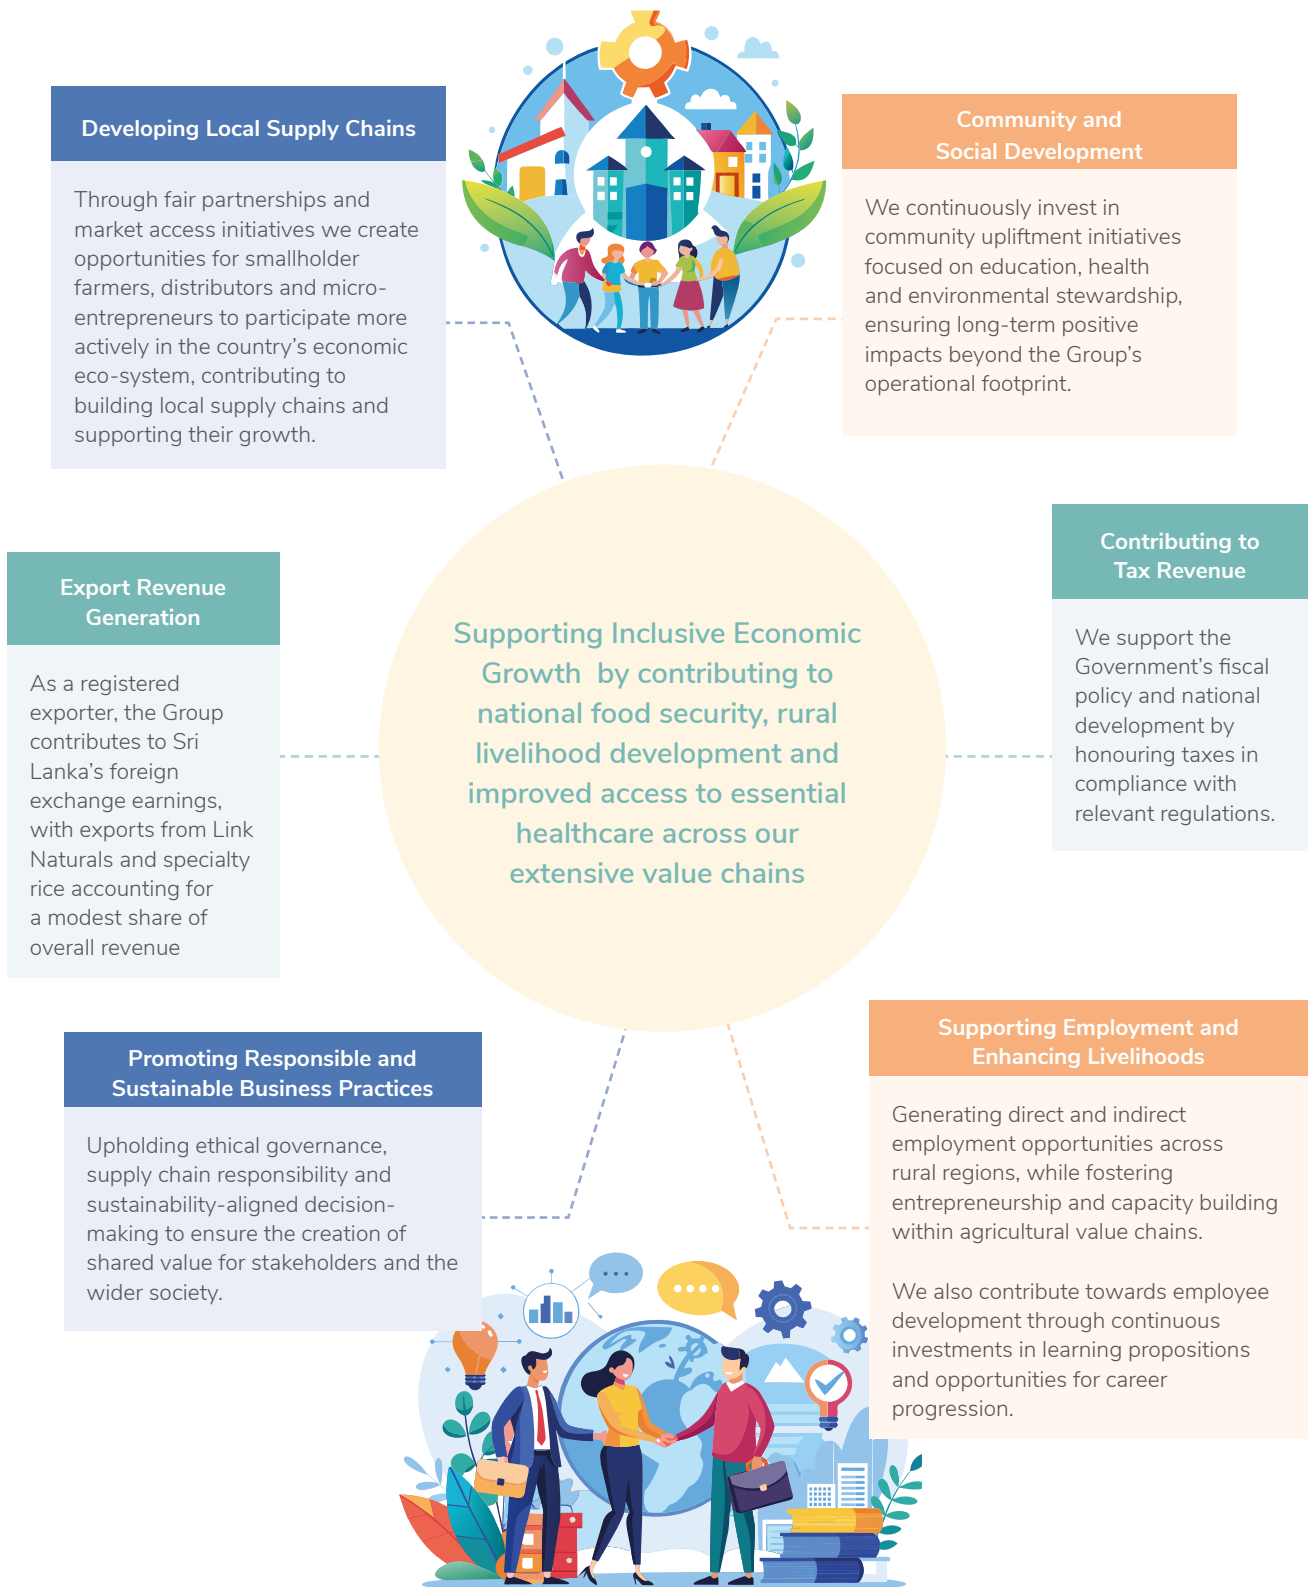 Developing Local Supply Chains
Through fair partnerships and
market access initiatives we create
opportunities for smallholder
farmers, distributors and micro-
entrepreneurs to participate more
actively in the country’s economic
eco-system, contributing to
building local supply chains and
supporting their growth.
Community and
Social Development
We continuously invest in
community upliftment initiatives
focused on education, health
and environmental stewardship,
ensuring long-term positive
impacts beyond the Group’s
operational footprint.
Export Revenue
Generation
As a registered
exporter, the Group
contributes to Sri
Lanka’s foreign
exchange earnings,
with exports from Link
Naturals and specialty
rice accounting for
a modest share of
overall revenue
Supporting Inclusive Economic
Growth by contributing to
national food security, rural
livelihood development and
improved access to essential
healthcare across our
extensive value chains
Contributing to
Tax Revenue
We support the
Government’s fiscal
policy and national
development by
honouring taxes in
compliance with
relevant regulations.
Promoting Responsible and
Sustainable Business Practices
Upholding ethical governance,
supply chain responsibility and
sustainability-aligned decision-
making to ensure the creation of
shared value for stakeholders and the
wider society.
Supporting Employment and
Enhancing Livelihoods
Generating direct and indirect
employment opportunities across
rural regions, while fostering
entrepreneurship and capacity building
within agricultural value chains.
We also contribute towards employee
development through continuous
investments in learning propositions
and opportunities for career
progression.